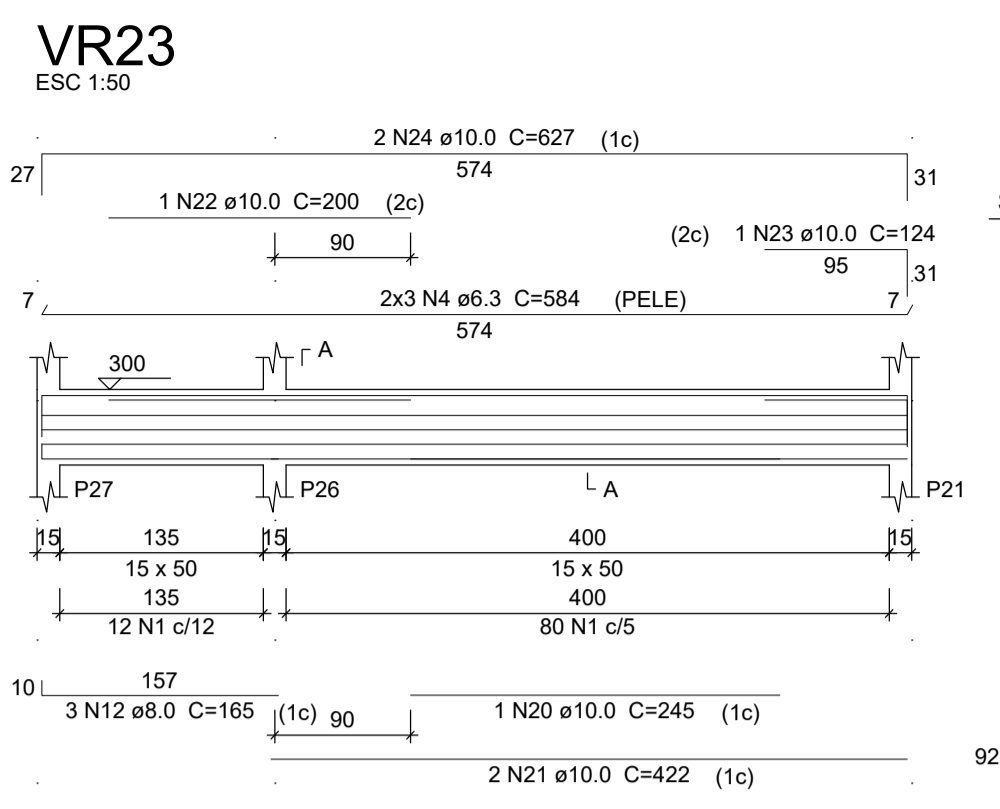 VR23
ESC 1:50
2 N24 ø10.0 C=627 (1c)
27 574 31
1 N22 ø10.0 C=200 (2c)
90
(2c) 1 N23 ø10.0 C=124
95
31
7 2x3 N4 ø6.3 C=584 (PELE) 7
574
A
300
P27 P26 A P21
15 135 15 400 15
15 x 50 15 x 50
135 400
12 N1 c/12 80 N1 c/5
10 157
3 N12 ø8.0 C=165 (1c) 90 1 N20 ø10.0 C=245 (1c)
92
2 N21 ø10.0 C=422 (1c)